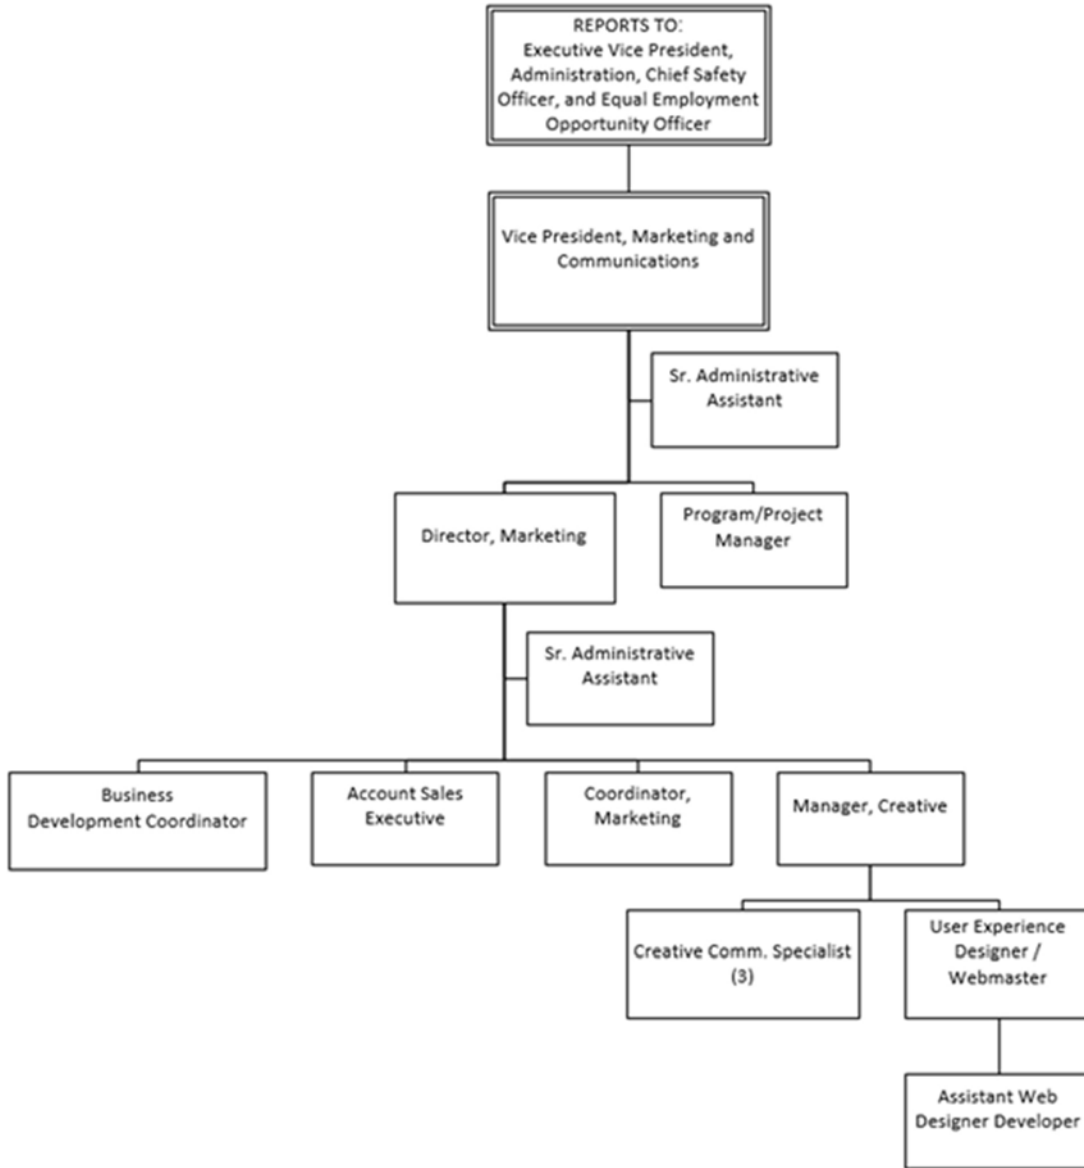 REPORTS TO:
Executive Vice President,
Administration, Chief Safety
Officer, and Equal Employment
Opportunity Officer
Vice President, Marketing and
Communications
Sr. Administrative
Assistant
Director, Marketing
Program/Project
Manager
Sr. Administrative
Assistant
Business
Development Coordinator
Account Sales
Executive
Coordinator,
Marketing
Manager, Creative
Creative Comm. Specialist
(3)
User Experience
Designer /
Webmaster
Assistant Web
Designer Developer